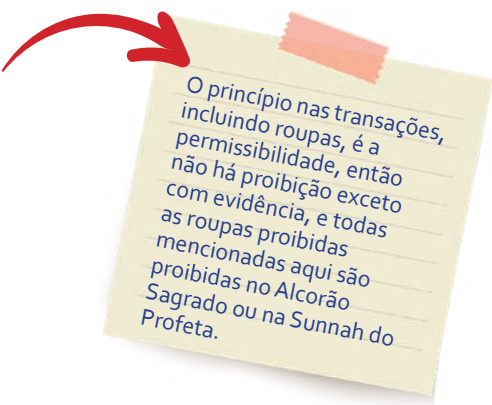 O princípio nas transações,
incluindo roupas, é a
permissibilidade, então
não há proibição exceto
com evidência, e todas
as roupas proibidas
mencionadas aqui são
proibidas no Alcorão
Sagrado ou na Sunnah do
Profeta.